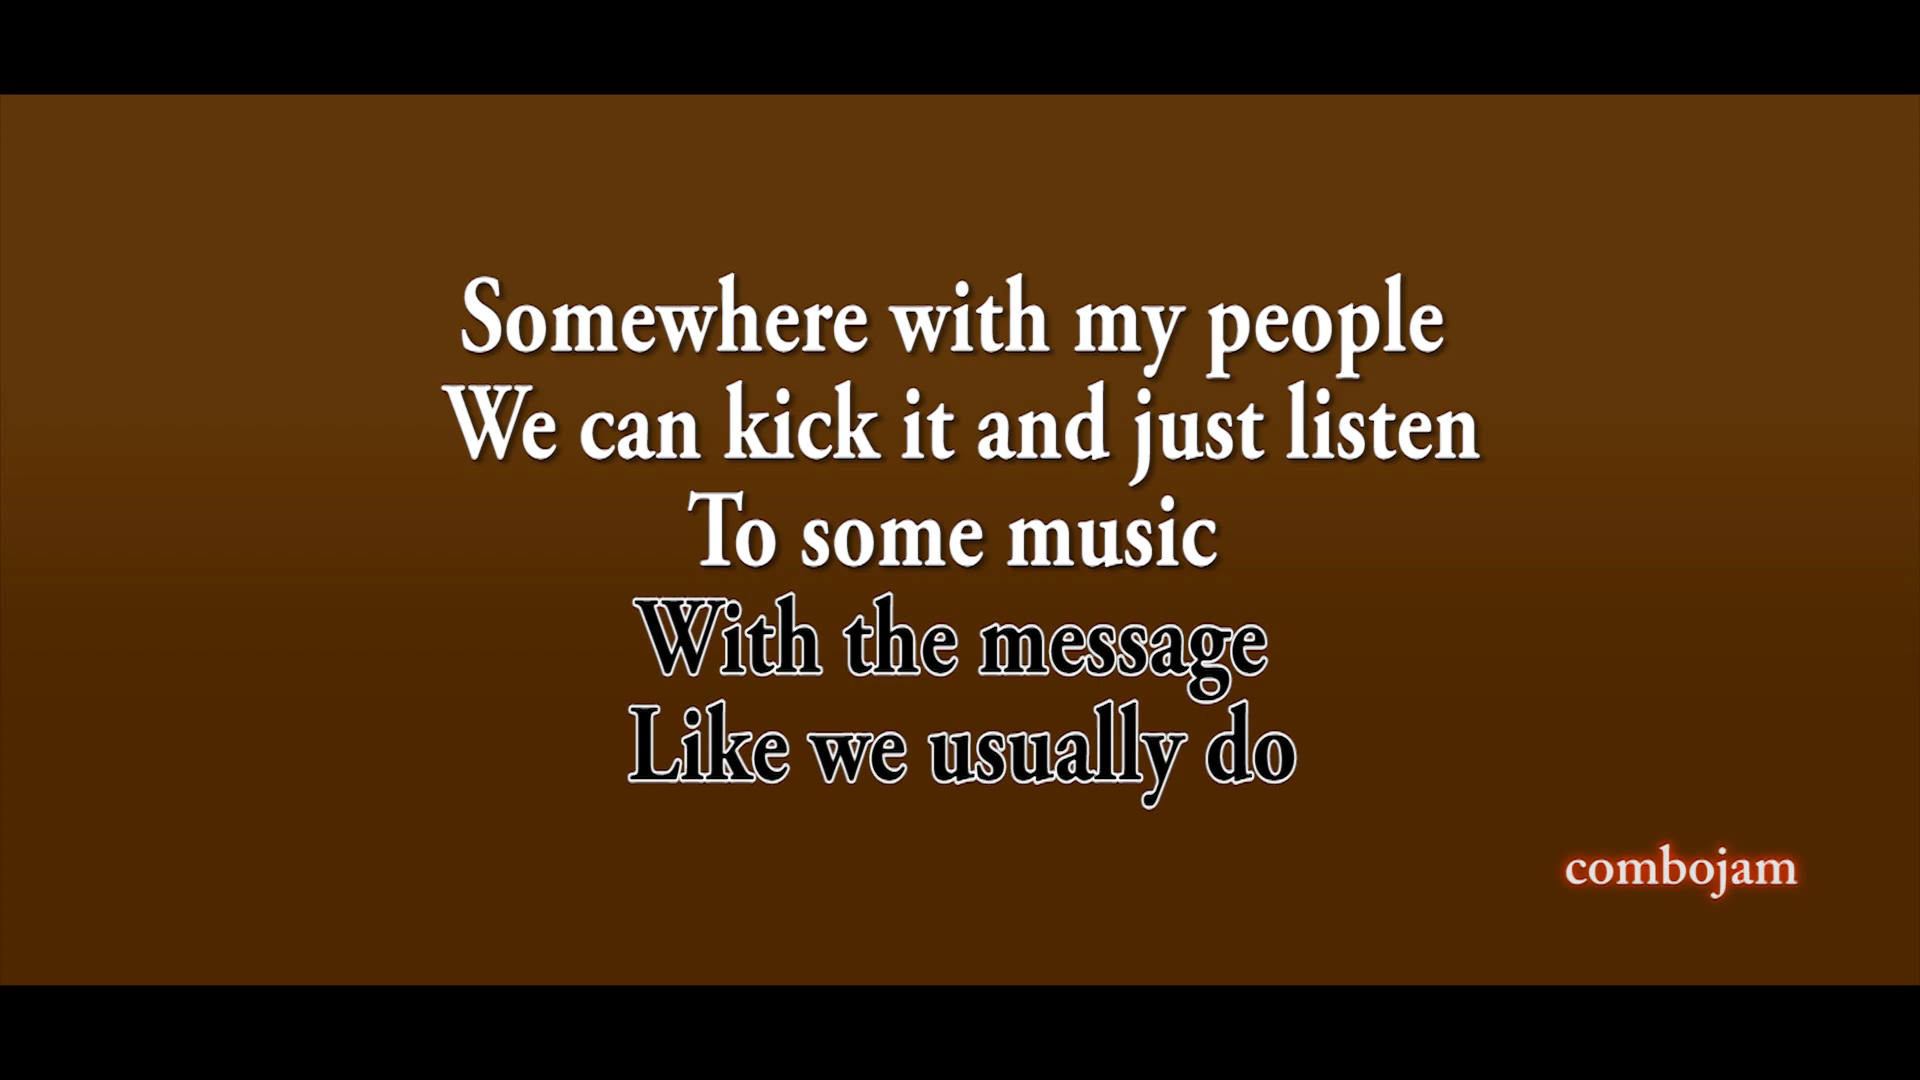 Somewhere with my people
We can kick it and just listen
To some music
With the message
Like we usually do
combojam